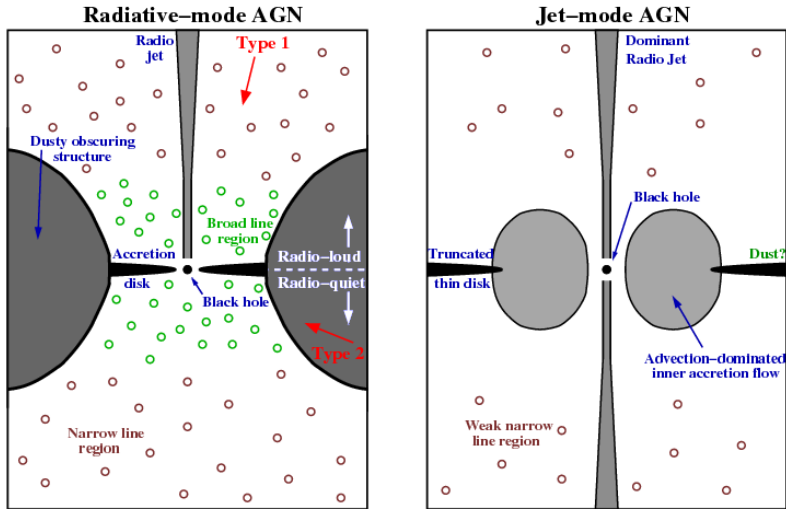 Radiative-mode AGN
Radio
jet
Type 1
Dusty obscuring
structure
Broad line
region
Accretion
disk
Radio-loud
Radio-quiet
Black hole
Type 2
Narrow line
region
Jet-mode AGN
Dominant
Radio Jet
Black hole
Truncated
thin disk
Dust?
Advection-dominated
inner accretion flow
Weak narrow
line region